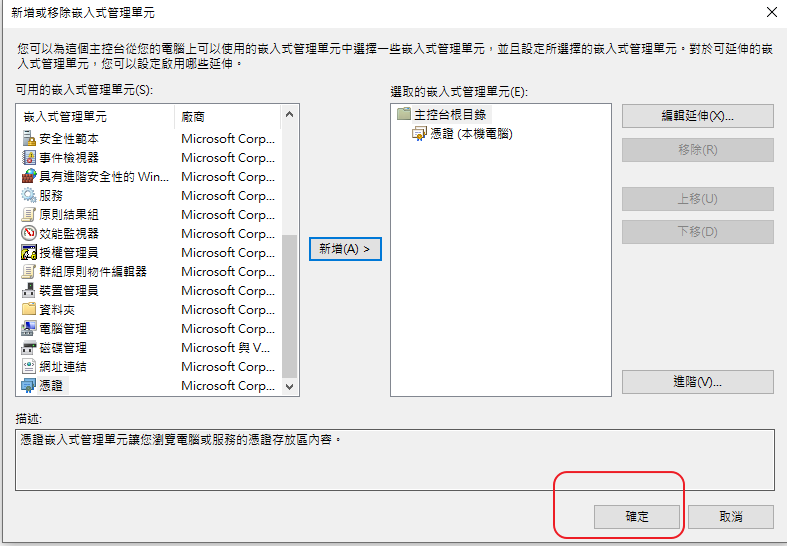 新增或移除嵌入式管理單元
您可以為這個主控台從您的電腦上可以使用的嵌入式管理單元中選擇一些嵌入式管理單元，並且設定所選擇的嵌入式管理單元。對於可延伸的嵌
入式管理單元，您可以設定啟用哪些延伸。
可用的嵌入式管理單元(S):
嵌入式管理單元 廠商
安全性範本 Microsoft Corp...
事件檢視器 Microsoft Corp...
具有進階安全性的 Win... Microsoft Corp...
服務 Microsoft Corp...
原則結果組 Microsoft Corp...
效能監視器 Microsoft Corp...
授權管理員 Microsoft Corp...
群組原則物件編輯器 Microsoft Corp...
裝置管理員 Microsoft Corp...
資料夾 Microsoft Corp...
電腦管理 Microsoft Corp...
磁碟管理 Microsoft 與 V...
網址連結 Microsoft Corp...
憑證 Microsoft Corp...
新增(A) >
選取的嵌入式管理單元(E):
主控台根目錄
憑證 (本機電腦)
編輯延伸(X)...
移除(R)
上移(U)
下移(D)
進階(V)...
描述:
憑證嵌入式管理單元讓您瀏覽電腦或服務的憑證存放區內容。
確定
取消